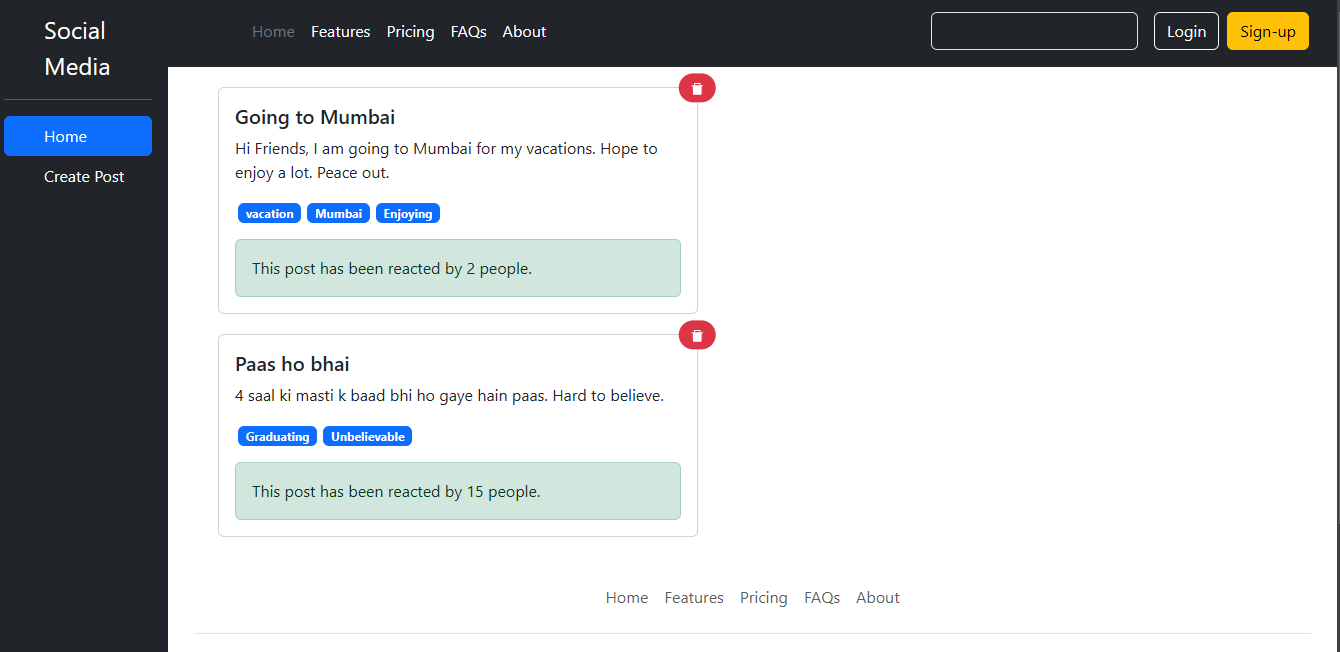 Social
Media
Home
Create Post
Home Features Pricing FAQs About
Login Sign-up
Going to Mumbai
Hi Friends, I am going to Mumbai for my vacations. Hope to
enjoy a lot. Peace out.
vacation Mumbai Enjoying
This post has been reacted by 2 people.
Paas ho bhai
4 saal ki masti k baad bhi ho gaye hain paas. Hard to believe.
Graduating Unbelievable
This post has been reacted by 15 people.
Home Features Pricing FAQs About